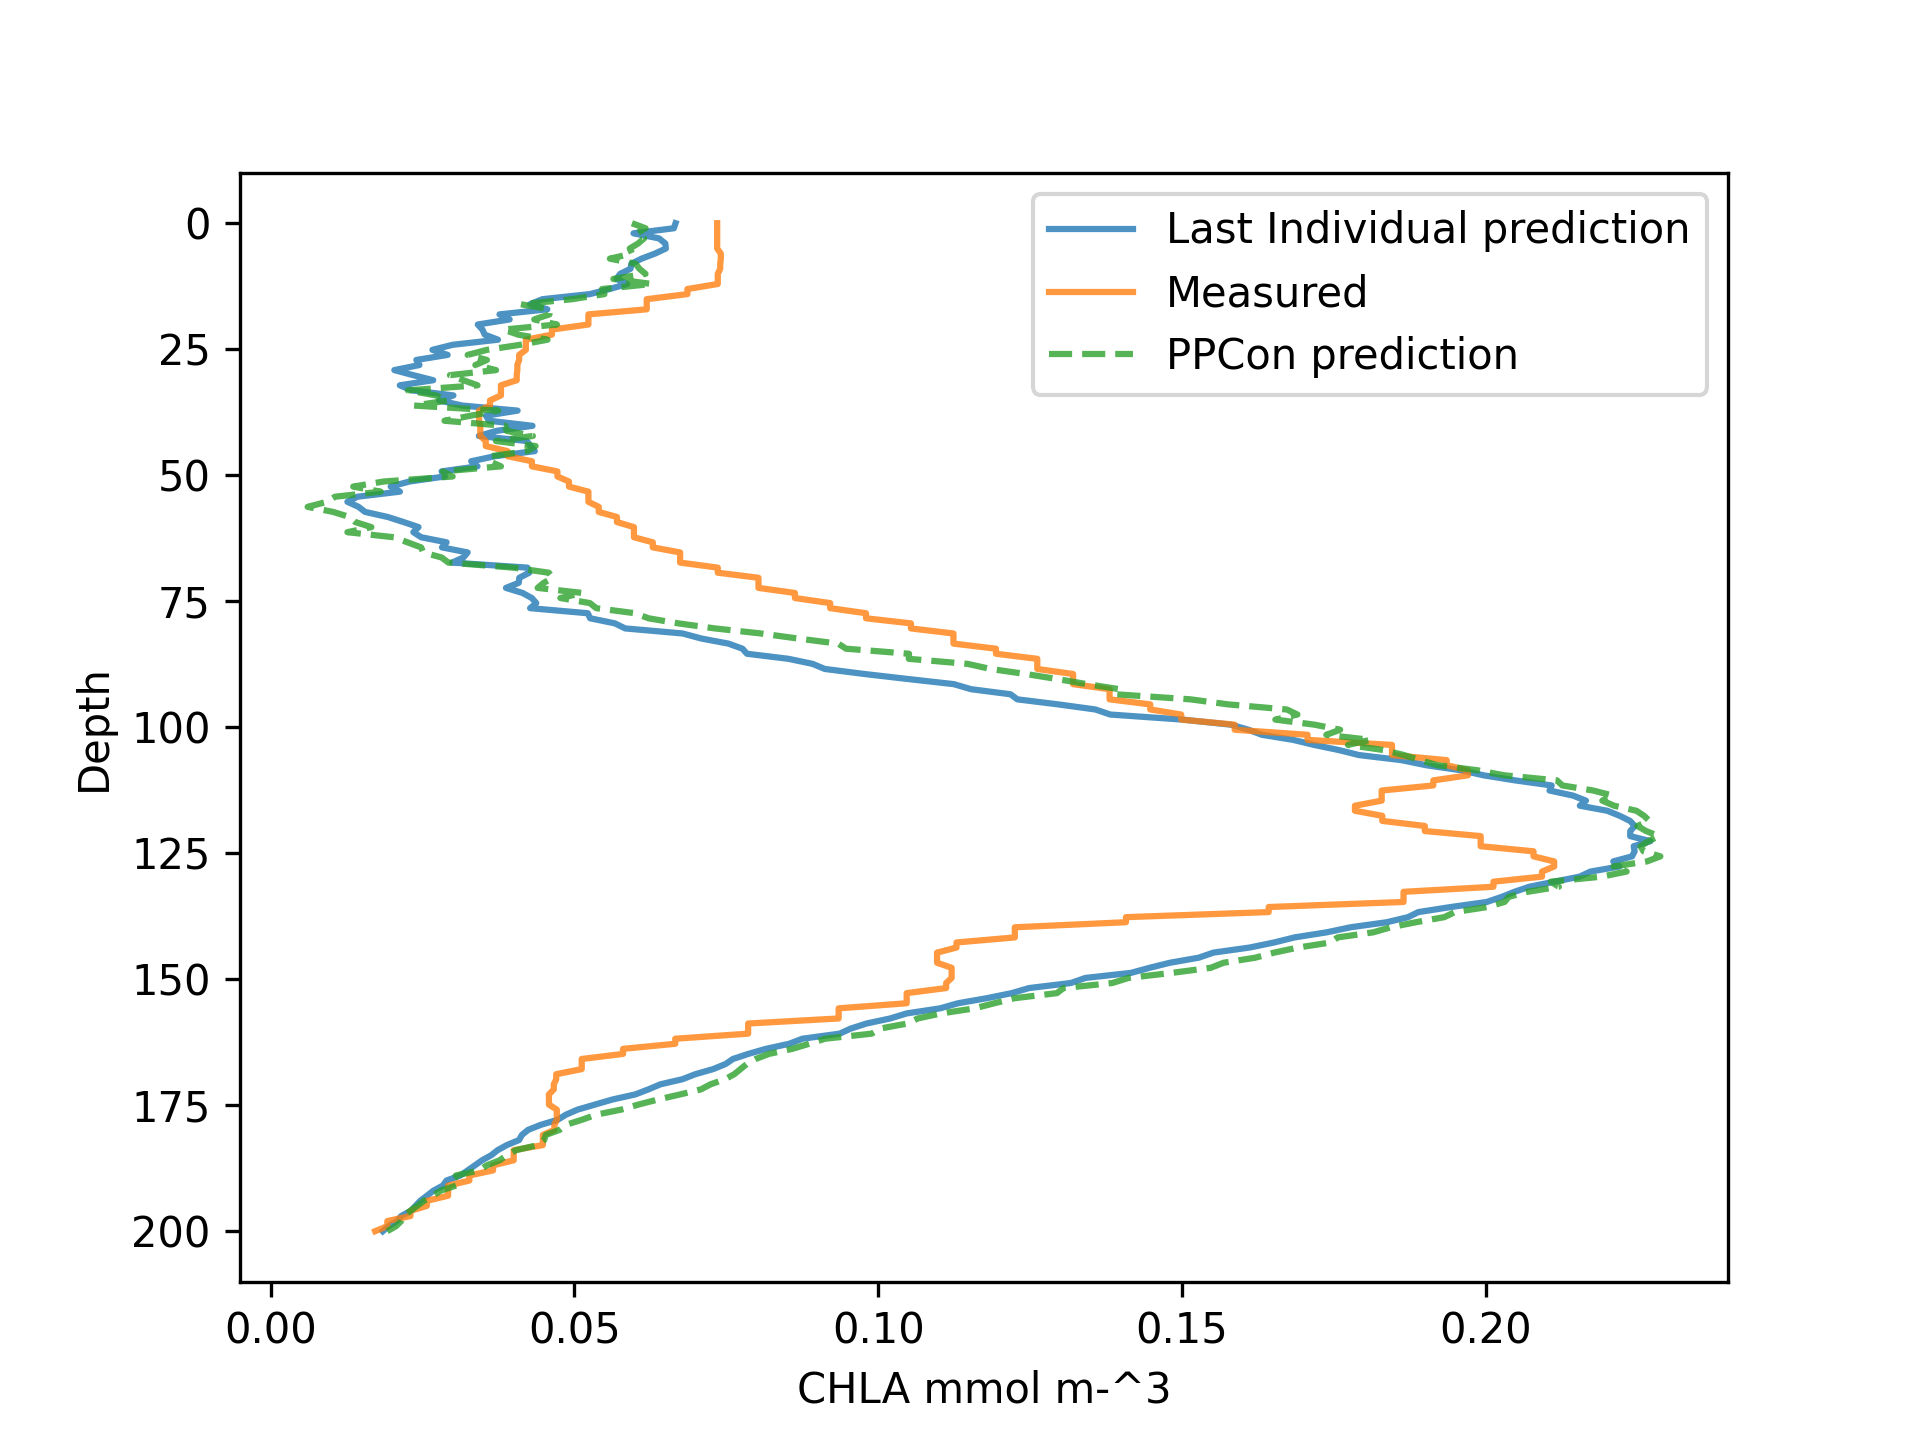 Last Individual prediction
Measured
PPCon prediction
0
25
50
75
100
125
150
175
200
Depth
0.00 0.05 0.10 0.15 0.20
CHLA mmol m-^3